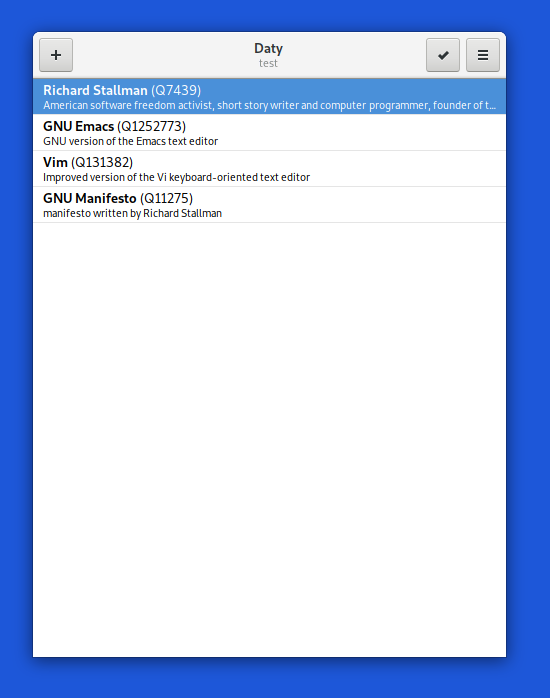 Daty
test
Richard Stallman (Q7439)
American software freedom activist, short story writer and computer programmer, founder of t…
GNU Emacs (Q1252773)
GNU version of the Emacs text editor
Vim (Q131382)
Improved version of the Vi keyboard-oriented text editor
GNU Manifesto (Q11275)
manifesto written by Richard Stallman